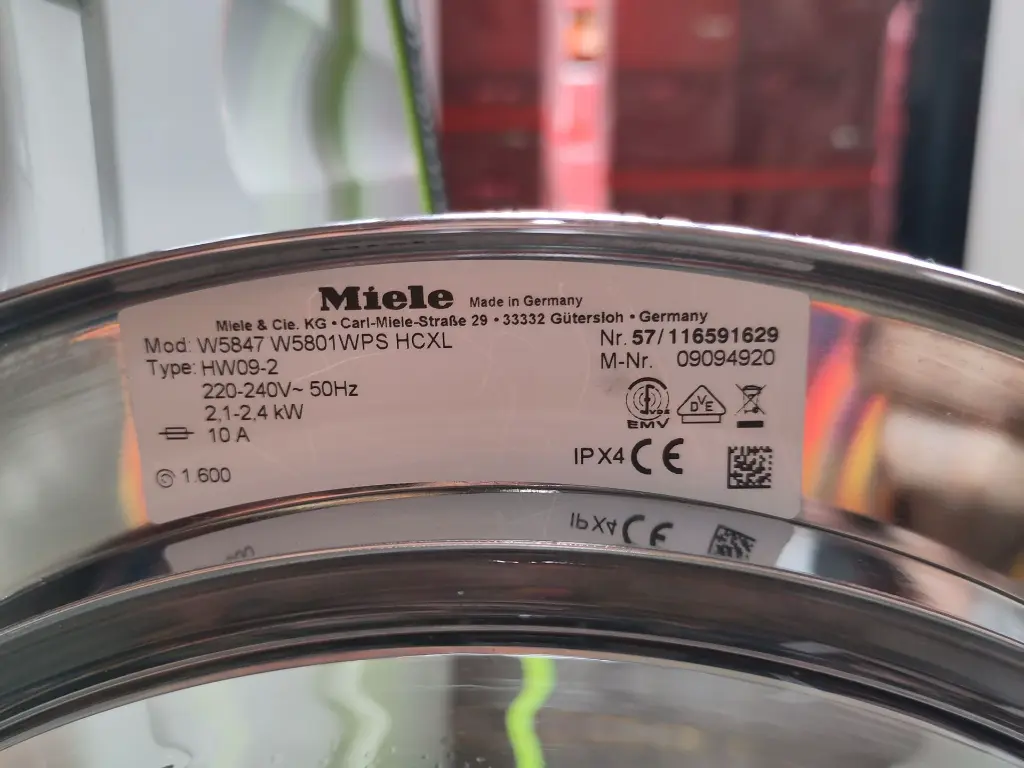 Miele Made in Germany
Miele & Cie. KG • Carl-Miele-Straße 29 • 33332 Gütersloh • Germany
Mod: W5847 W5801WPS HCXL
Nr. 57/116591629
Type: HW09-2
M-Nr. 09094920
220-240V~ 50Hz
2,1-2,4 kW
10 A
VDE
EMV
DVE
IPX4 CE
1.600
IPX4 CE